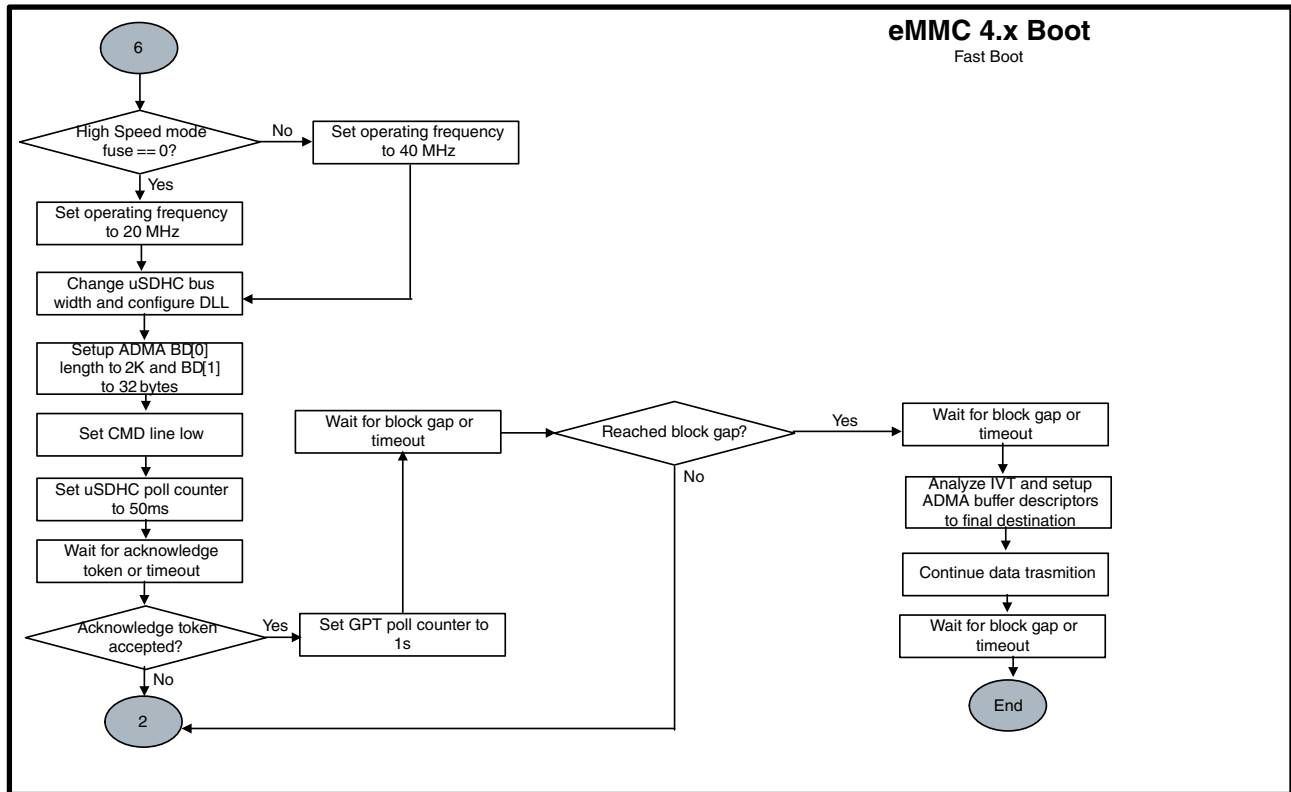 eMMC 4.x Boot
Fast Boot
6
High Speed mode
fuse == 0?
No
Set operating frequency
to 40 MHz
Yes
Set operating frequency
to 20 MHz
Change uSDHC bus
width and configure DLL
Setup ADMA BD[0]
length to 2K and BD[1]
to 32 bytes
Set CMD line low
Set uSDHC poll counter
to 50ms
Wait for acknowledge
token or timeout
Acknowledge token
accepted?
Yes
Set GPT poll counter to
1s
No
2
Wait for block gap or
timeout
Reached block gap?
Yes
No
Wait for block gap or
timeout
Analyze IVT and setup
ADMA buffer descriptors
to final destination
Continue data trasmition
Wait for block gap or
timeout
End